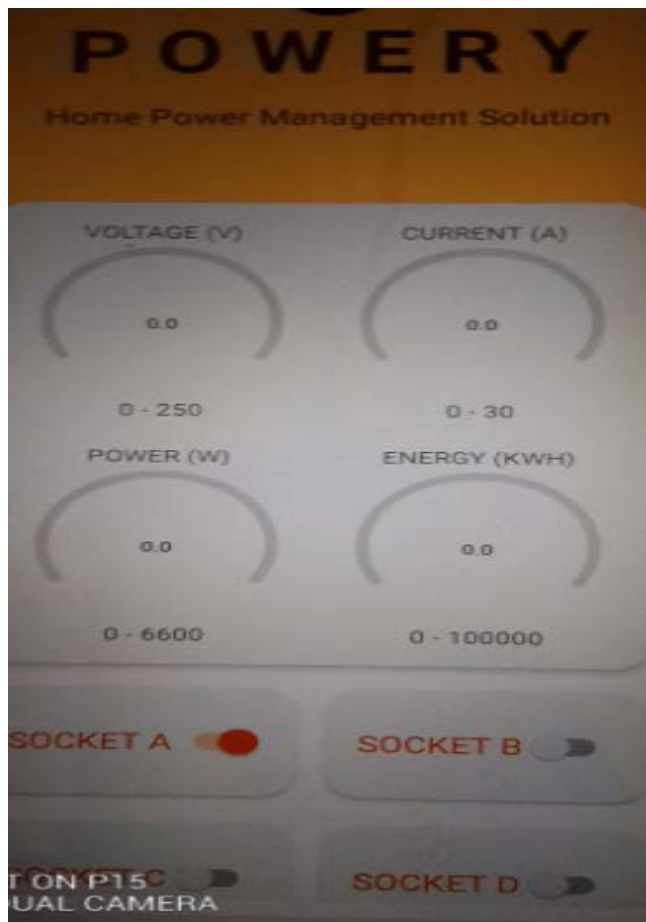 POWERY
Home Power Management Solution
VOLTAGE (V) CURRENT (A)
0.0 0.0
0 - 250 0 - 30
POWER (W) ENERGY (KWH)
0.0 0.0
0 - 6600 0 - 100000
SOCKET A SOCKET B
SOCKET C SOCKET D
T ON P15
UAL CAMERA